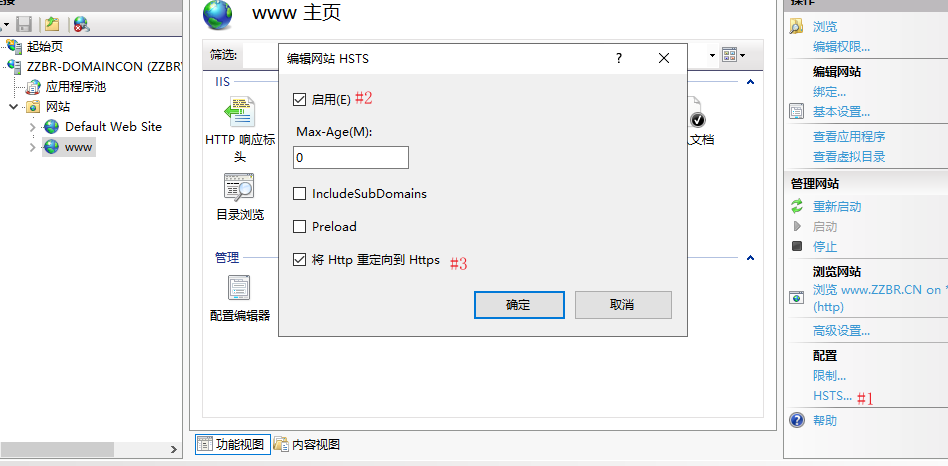 起始页
ZZBR-DOMAINCON (ZZBR
应用程序池
网站
Default Web Site
www
www 主页
筛选:
IIS
HTTP 响应标
头
目录浏览
文档
管理
配置编辑器
编辑网站 HSTS
?
启用(E) #2
Max-Age(M):
0
IncludeSubDomains
Preload
将 Http 重定向到 Https #3
确定
取消
功能视图
内容视图
操作
浏览
编辑权限...
编辑网站
绑定...
基本设置...
查看应用程序
查看虚拟目录
管理网站
重新启动
启动
停止
浏览网站
浏览 www.ZZBR.CN on *
(http)
高级设置...
配置
限制...
HSTS... #1
帮助